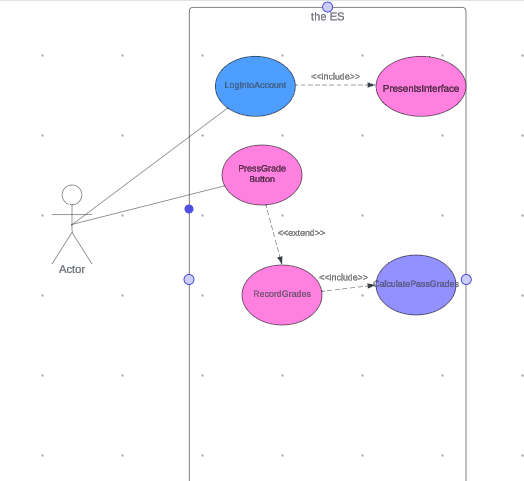 the ES
LogIntoAccount
<<include>>
PresentsInterface
PressGrade
Button
<<extend>>
Actor
RecordGrades
<<include>>
CalculatePassGrades